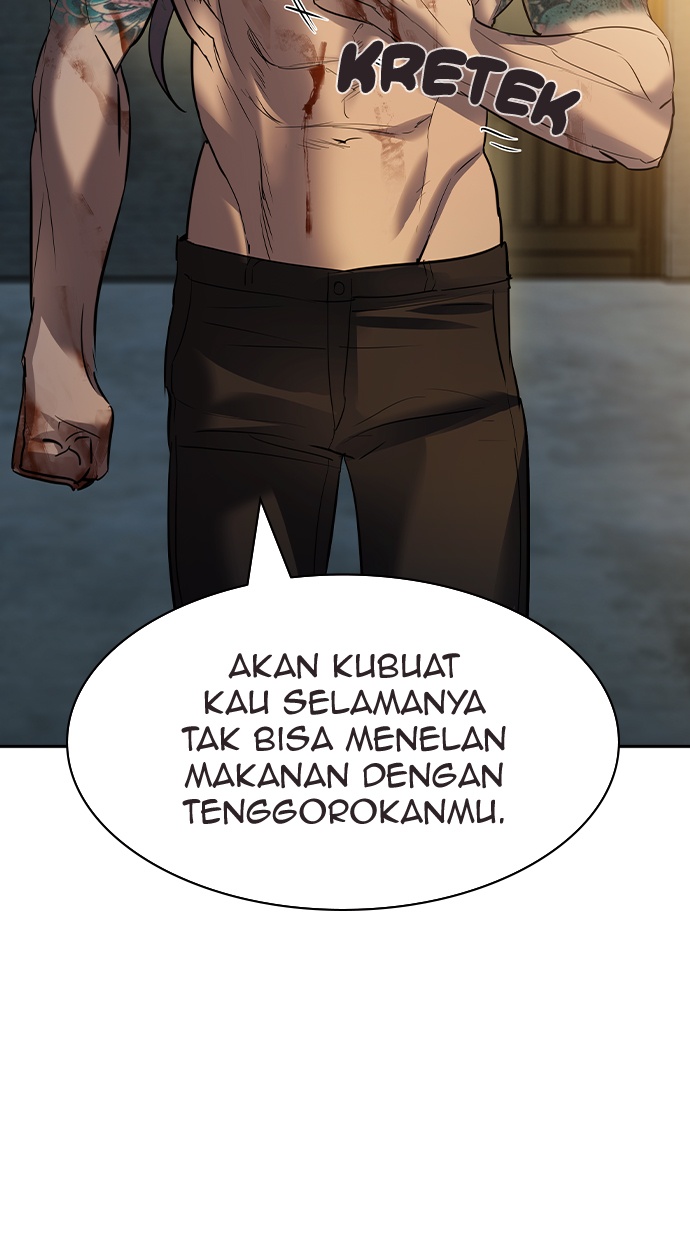 KRETEK
AKAN KUBUAT
KAU SELAMANYA
TAK BISA MENELAN
MAKANAN DENGAN
TENGGOROKANMU.